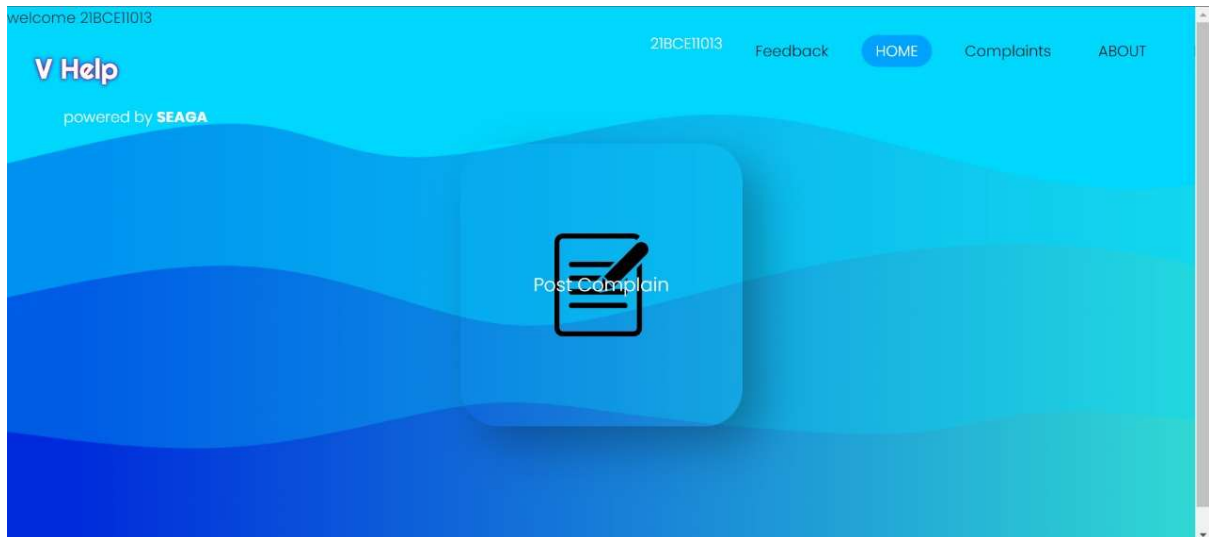 welcome 21BCE11013
21BCE11013
Feedback
HOME
Complaints
ABOUT
V Help
powered by SEAGA
Post Complain